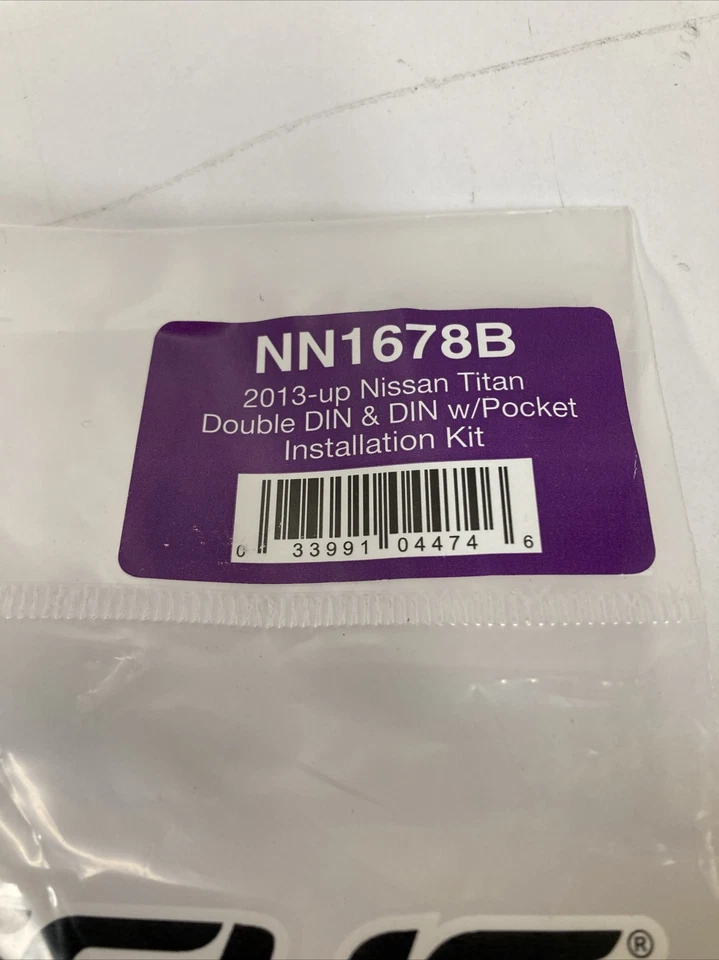 NN1678B
2013-up Nissan Titan
Double DIN & DIN w/Pocket
Installation Kit
0 33991 04474 6
®